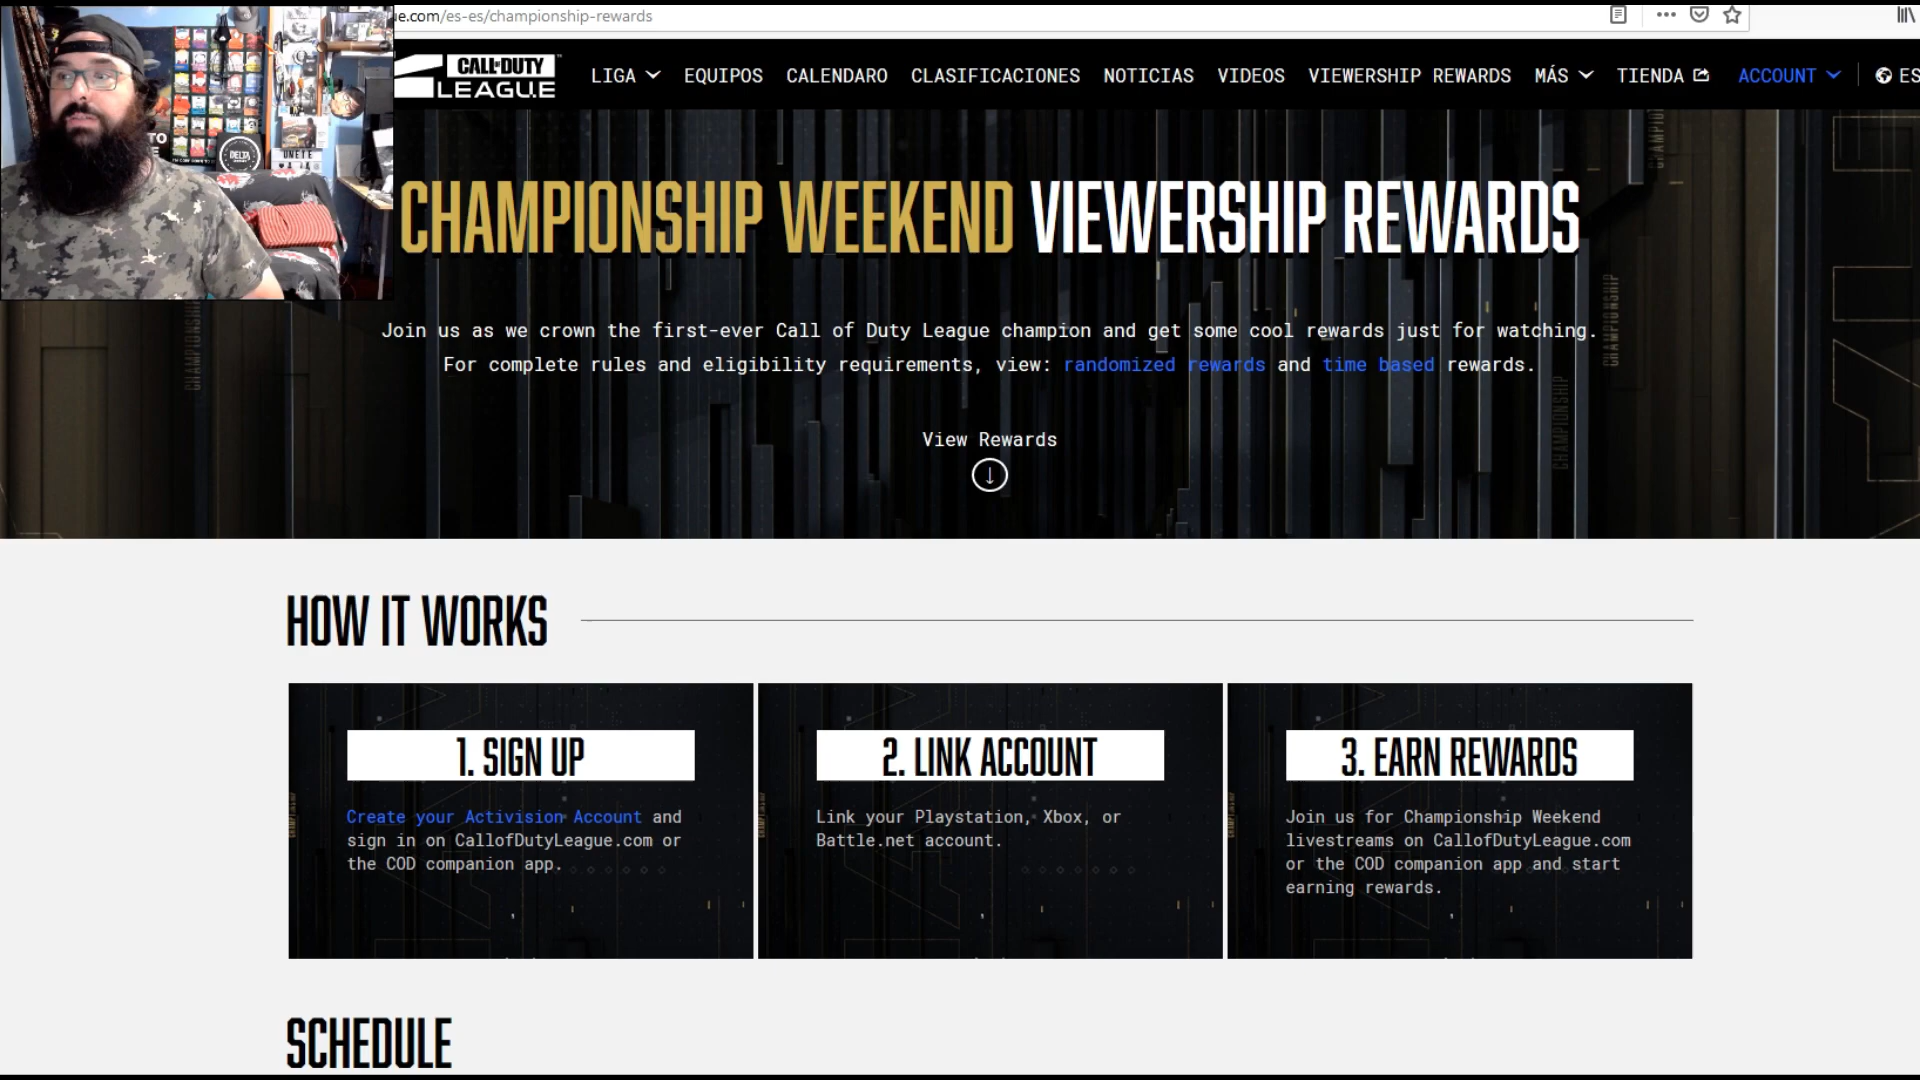 ue.com/es-es/championship-rewards
CALL OF DUTY
LEAGUE
LIGA EQUIPOS CALENDARO CLASIFICACIONES NOTICIAS VIDEOS VIEWERSHIP REWARDS MÁS TIENDA ACCOUNT ES
CHAMPIONSHIP WEEKEND VIEWERSHIP REWARDS
Join us as we crown the first-ever Call of Duty League champion and get some cool rewards just for watching.
For complete rules and eligibility requirements, view: randomized rewards and time based rewards.
View Rewards
CHAMPIONSHIP
CHAMPIONSHIP
CHAMPIONSHIP
DELTA
ÚNETE
HOW IT WORKS
1. SIGN UP
Create your Activision Account and
sign in on CallofDutyLeague.com or
the COD companion app.
2. LINK ACCOUNT
Link your Playstation, Xbox, or
Battle.net account.
3. EARN REWARDS
Join us for Championship Weekend
livestreams on CallofDutyLeague.com
or the COD companion app and start
earning rewards.
SCHEDULE